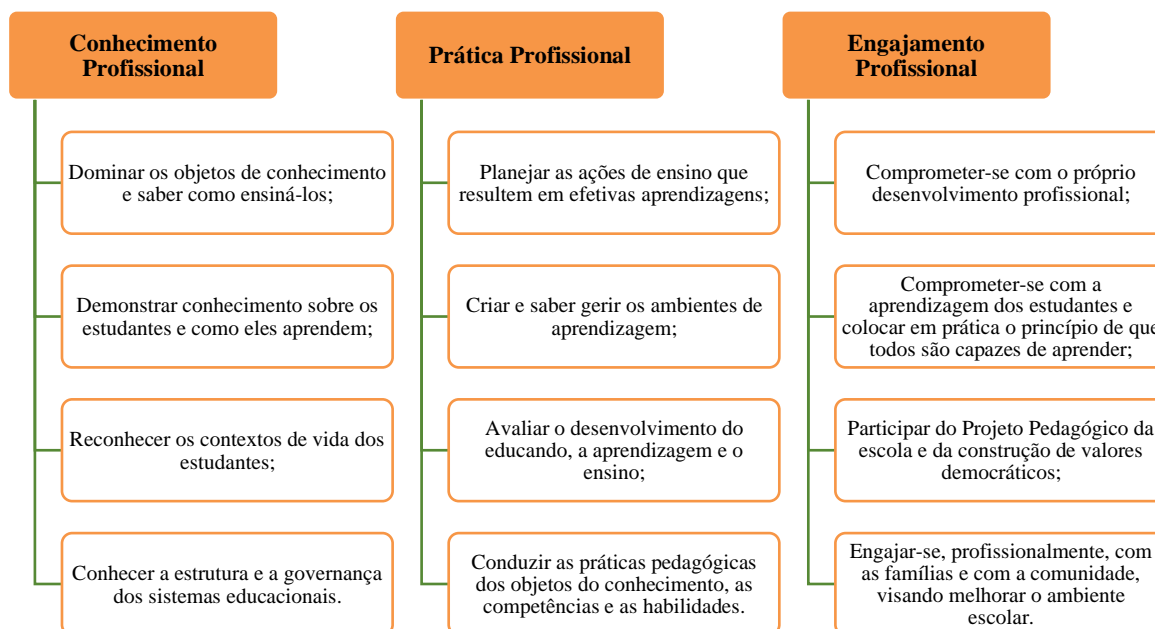 Conhecimento
Profissional
Dominar os objetos de conhecimento
e saber como ensiná-los;
Demonstrar conhecimento sobre os
estudantes e como eles aprendem;
Reconhecer os contextos de vida dos
estudantes;
Conhecer a estrutura e a governança
dos sistemas educacionais.
Prática Profissional
Planejar as ações de ensino que
resultem em efetivas aprendizagens;
Criar e saber gerir os ambientes de
aprendizagem;
Avaliar o desenvolvimento do
educando, a aprendizagem e o
ensino;
Conduzir as práticas pedagógicas
dos objetos do conhecimento, as
competências e as habilidades.
Engajamento
Profissional
Comprometer-se com o próprio
desenvolvimento profissional;
Comprometer-se com a
aprendizagem dos estudantes e
colocar em prática o princípio de que
todos são capazes de aprender;
Participar do Projeto Pedagógico da
escola e da construção de valores
democráticos;
Engajar-se, profissionalmente, com
as famílias e com a comunidade,
visando melhorar o ambiente
escolar.